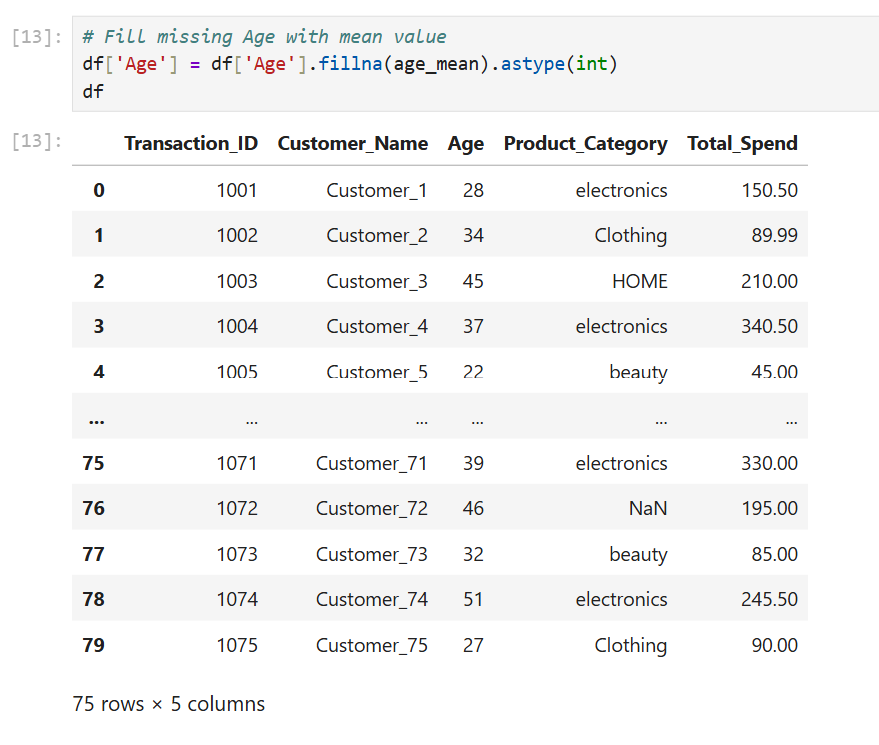 [13]: # Fill missing Age with mean value
df['Age'] = df['Age'].fillna(age_mean).astype(int)
df
[13]: Transaction_ID Customer_Name Age Product_Category Total_Spend
0 1001 Customer_1 28 electronics 150.50
1 1002 Customer_2 34 Clothing 89.99
2 1003 Customer_3 45 HOME 210.00
3 1004 Customer_4 37 electronics 340.50
4 1005 Customer_5 22 beauty 45.00
... ... ... ... ... ...
75 1071 Customer_71 39 electronics 330.00
76 1072 Customer_72 46 NaN 195.00
77 1073 Customer_73 32 beauty 85.00
78 1074 Customer_74 51 electronics 245.50
79 1075 Customer_75 27 Clothing 90.00
75 rows × 5 columns